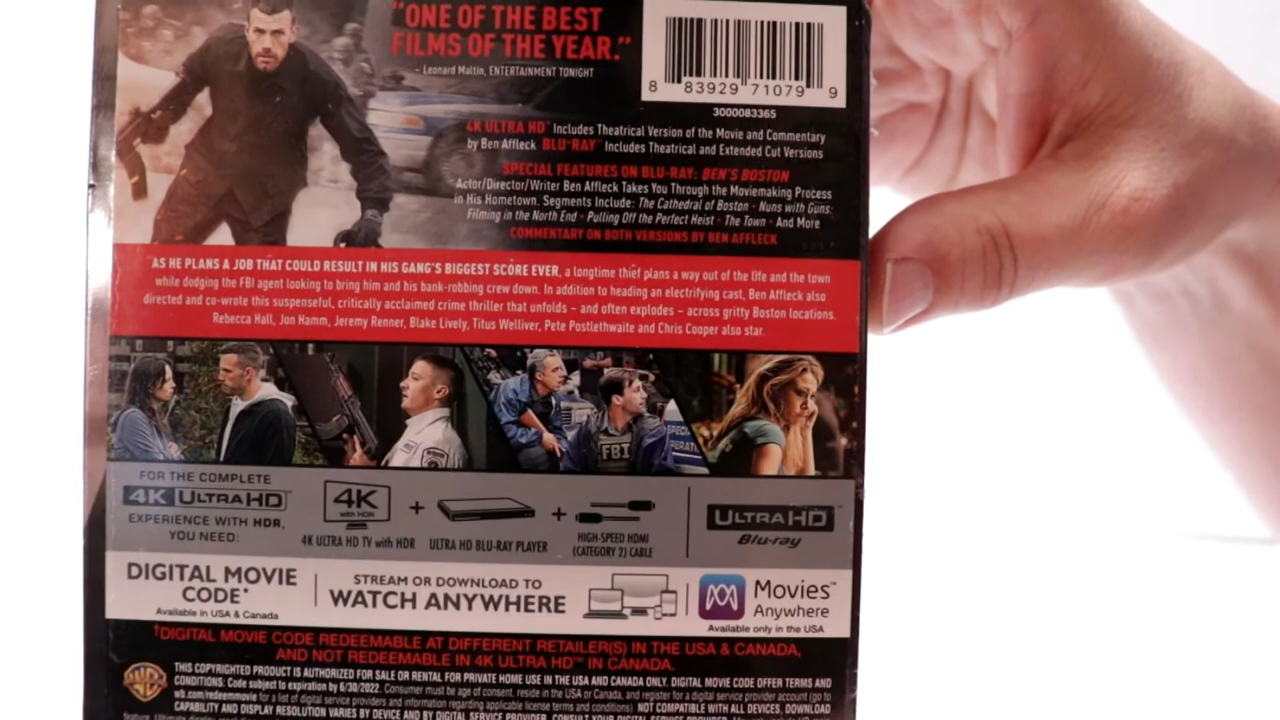 "ONE OF THE BEST
FILMS OF THE YEAR."
– Leonard Maltin, ENTERTAINMENT TONIGHT
8 83929 71079 9
3000083365
4K ULTRA HD™ Includes Theatrical Version of the Movie and Commentary
by Ben Affleck BLU-RAY™ Includes Theatrical and Extended Cut Versions
SPECIAL FEATURES ON BLU-RAY: BEN'S BOSTON
Actor/Director/Writer Ben Affleck Takes You Through the Moviemaking Process
in His Hometown. Segments Include: The Cathedral of Boston • Nuns with Guns:
Filming in the North End • Pulling Off the Perfect Heist • The Town • And More
COMMENTARY ON BOTH VERSIONS BY BEN AFFLECK
AS HE PLANS A JOB THAT COULD RESULT IN HIS GANG'S BIGGEST SCORE EVER, a longtime thief plans a way out of the life and the town
while dodging the FBI agent looking to bring him and his bank-robbing crew down. In addition to heading an electrifying cast, Ben Affleck also
directed and co-wrote this suspenseful, critically acclaimed crime thriller that unfolds – and often explodes – across gritty Boston locations.
Rebecca Hall, Jon Hamm, Jeremy Renner, Blake Lively, Titus Welliver, Pete Postlethwaite and Chris Cooper also star.
FBI
SPECI
PERATI
FOR THE COMPLETE
4K ULTRA HD™
EXPERIENCE WITH HDR,
YOU NEED:
4K
with HDR
4K ULTRA HD TV with HDR
+
ULTRA HD BLU-RAY PLAYER
+
HIGH-SPEED HDMI
(CATEGORY 2) CABLE
ULTRA HD™
Blu-ray
DIGITAL MOVIE
CODE*
Available in USA & Canada
STREAM OR DOWNLOAD TO
WATCH ANYWHERE
Movies™
Anywhere
Available only in the USA
†DIGITAL MOVIE CODE REDEEMABLE AT DIFFERENT RETAILER(S) IN THE USA & CANADA,
AND NOT REDEEMABLE IN 4K ULTRA HD™ IN CANADA.
WB
THIS COPYRIGHTED PRODUCT IS AUTHORIZED FOR SALE OR RENTAL FOR PRIVATE HOME USE IN THE USA AND CANADA ONLY. DIGITAL MOVIE CODE OFFER TERMS AND
CONDITIONS: Code subject to expiration by 6/30/2022. Consumer must be age of consent, reside in the USA or Canada, and register for a digital service provider account (go to
wb.com/redeemmovie for a list of digital service providers and information regarding applicable license terms and conditions). NOT COMPATIBLE WITH ALL DEVICES. DOWNLOAD
CAPABILITY AND DISPLAY RESOLUTION VARIES BY DEVICE AND BY DIGITAL SERVICE PROVIDER. CONSULT YOUR DIGITAL SERVICE PROVIDER.